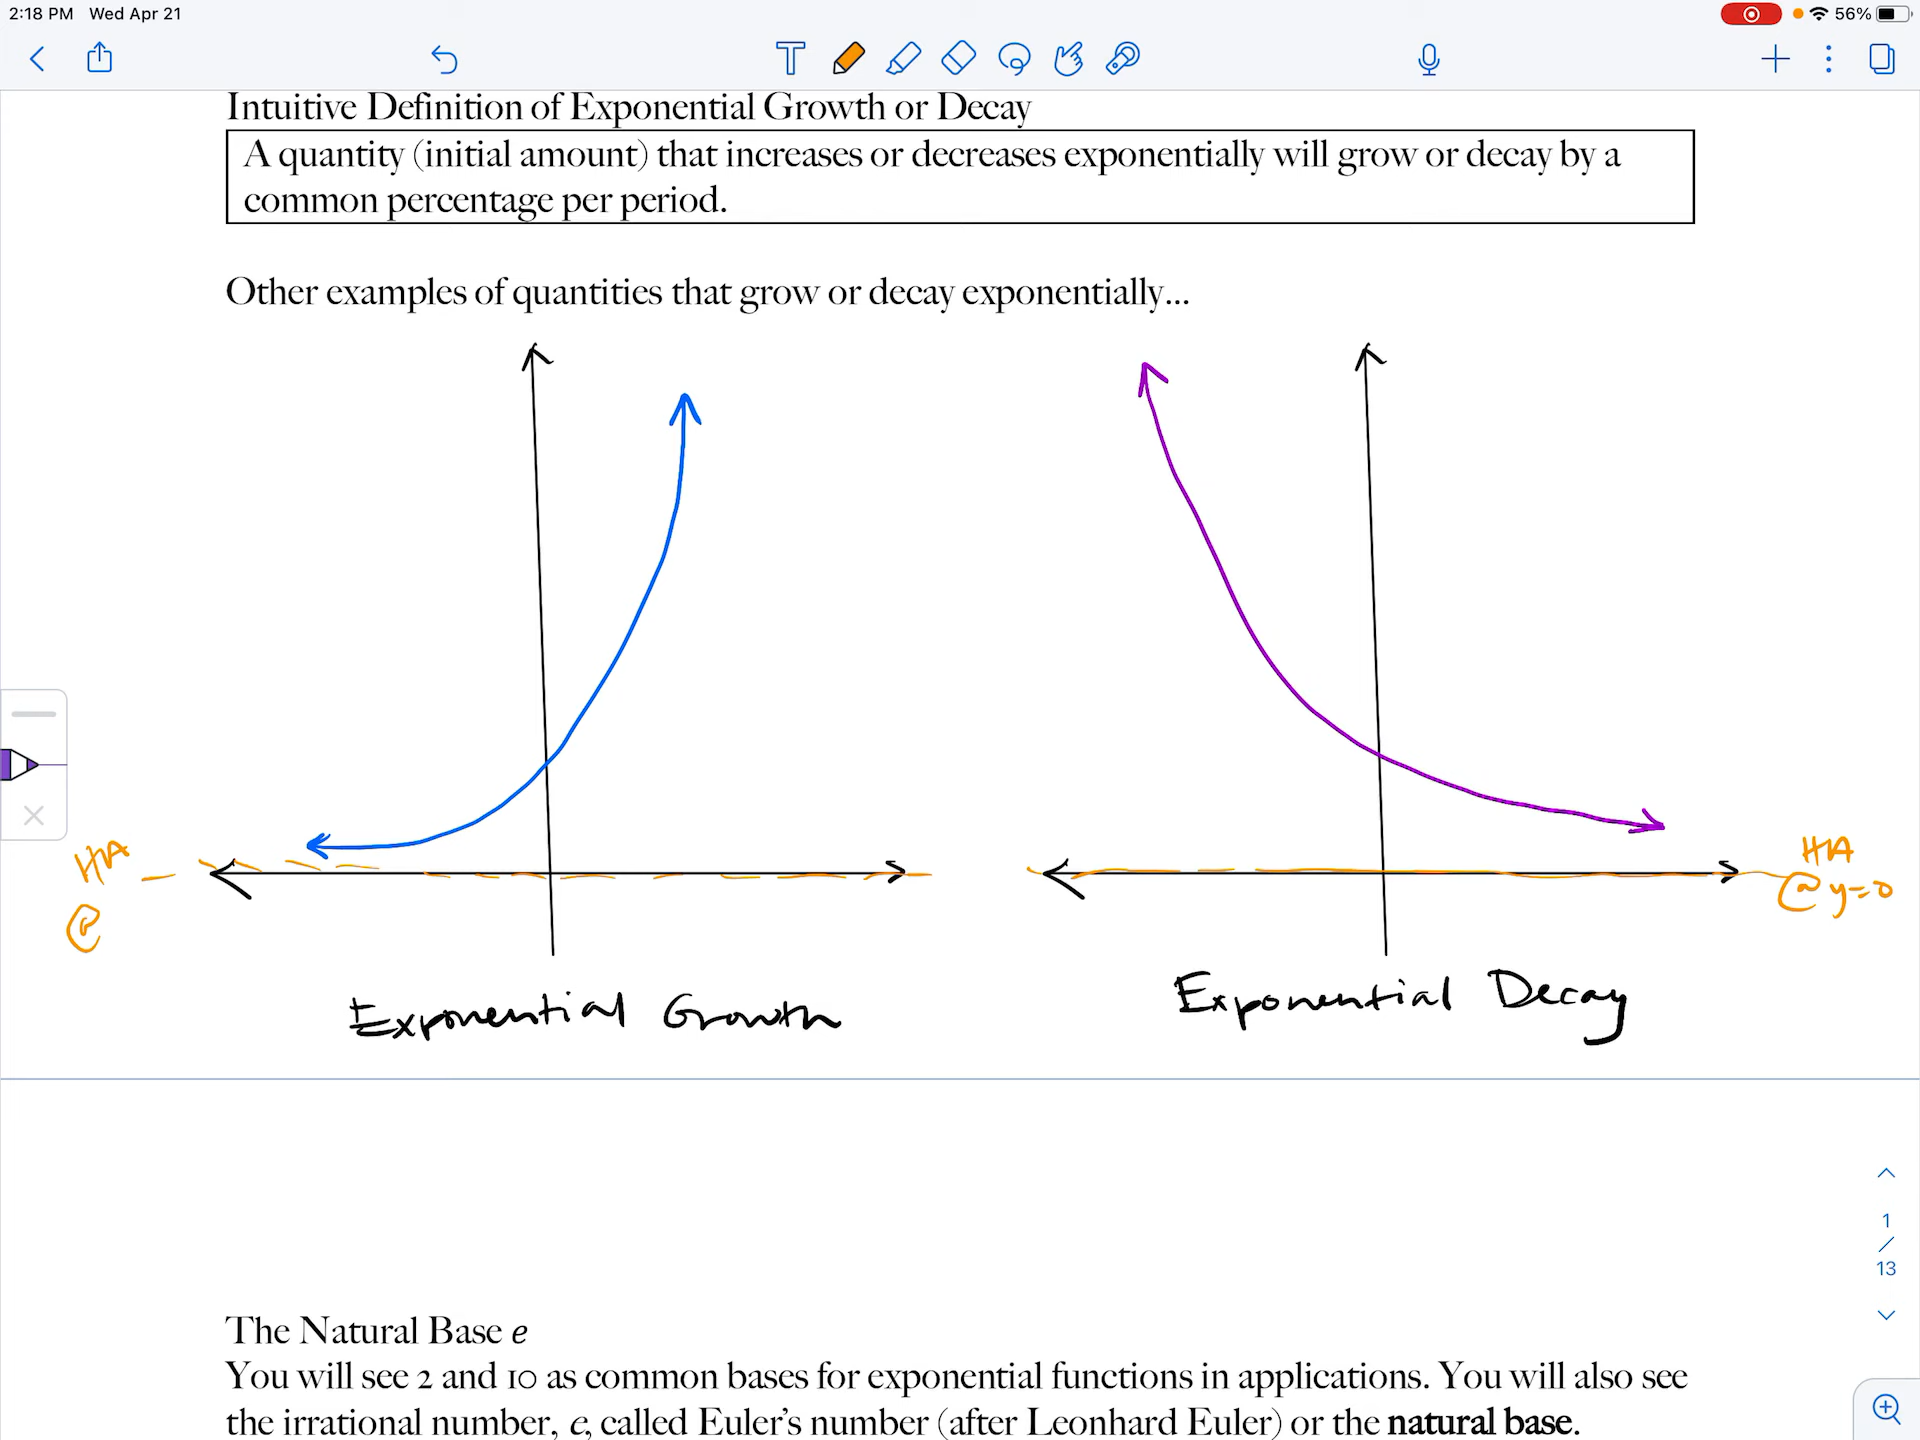 2:18 PM Wed Apr 21
56%
T
Intuitive Definition of Exponential Growth or Decay
A quantity (initial amount) that increases or decreases exponentially will grow or decay by a
common percentage per period.
Other examples of quantities that grow or decay exponentially...
HA
@
HA
@ y=0
Exponential Growth
Exponential Decay
1
/
13
The Natural Base e
You will see 2 and 10 as common bases for exponential functions in applications. You will also see
the irrational number, e, called Euler's number (after Leonhard Euler) or the natural base.